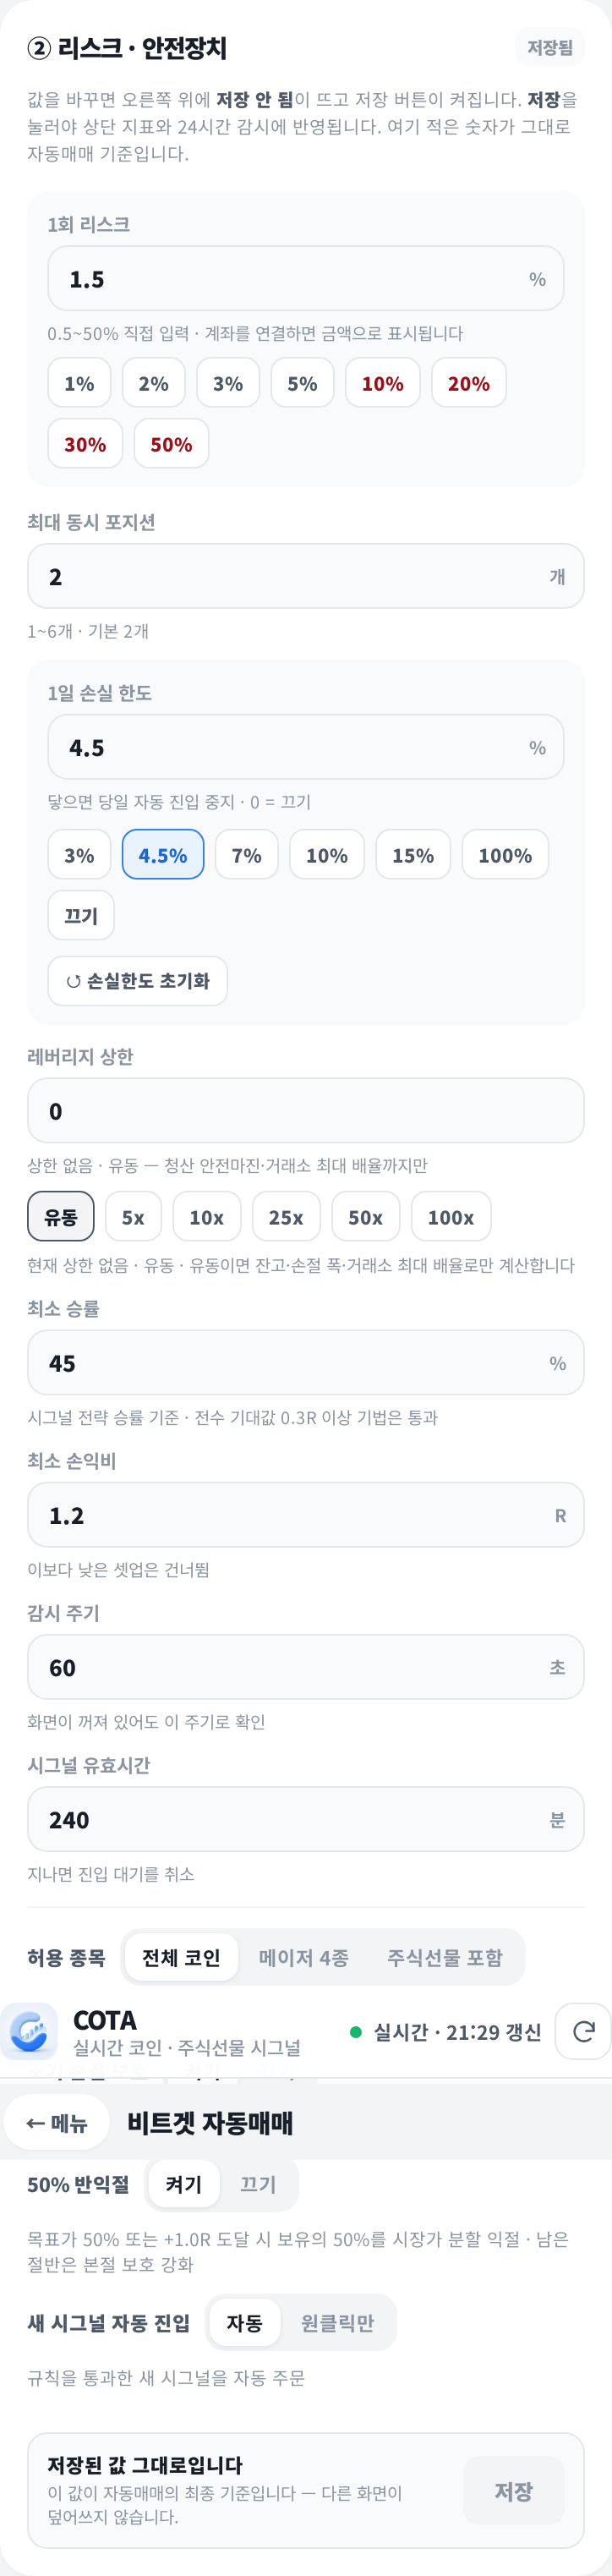 ② 리스크 · 안전장치
저장됨
값을 바꾸면 오른쪽 위에 저장 안 됨이 뜨고 저장 버튼이 켜집니다. 저장을
눌러야 상단 지표와 24시간 감시에 반영됩니다. 여기 적은 숫자가 그대로
자동매매 기준입니다.
1회 리스크
1.5 %
0.5~50% 직접 입력 · 계좌를 연결하면 금액으로 표시됩니다
1% 2% 3% 5% 10% 20%
30% 50%
최대 동시 포지션
2 개
1~6개 · 기본 2개
1일 손실 한도
4.5 %
닿으면 당일 자동 진입 중지 · 0 = 끄기
3% 4.5% 7% 10% 15% 100%
끄기
손실한도 초기화
레버리지 상한
0
상한 없음 · 유동 — 청산 안전마진·거래소 최대 배율까지만
유동 5x 10x 25x 50x 100x
현재 상한 없음 · 유동 · 유동이면 잔고·손절 폭·거래소 최대 배율로만 계산합니다
최소 승률
45 %
시그널 전략 승률 기준 · 전수 기대값 0.3R 이상 기법은 통과
최소 손익비
1.2 R
이보다 낮은 셋업은 건너뜀
감시 주기
60 초
화면이 꺼져 있어도 이 주기로 확인
시그널 유효시간
240 분
지나면 진입 대기를 취소
허용 종목 전체 코인 메이저 4종 주식선물 포함
COTA
실시간 코인 · 주식선물 시그널
실시간 · 21:29 갱신
← 메뉴 비트겟 자동매매
50% 반익절 켜기 끄기
목표가 50% 또는 +1.0R 도달 시 보유의 50%를 시장가 분할 익절 · 남은
절반은 본절 보호 강화
새 시그널 자동 진입 자동 원클릭만
규칙을 통과한 새 시그널을 자동 주문
저장된 값 그대로입니다
이 값이 자동매매의 최종 기준입니다 — 다른 화면이
덮어쓰지 않습니다.
저장